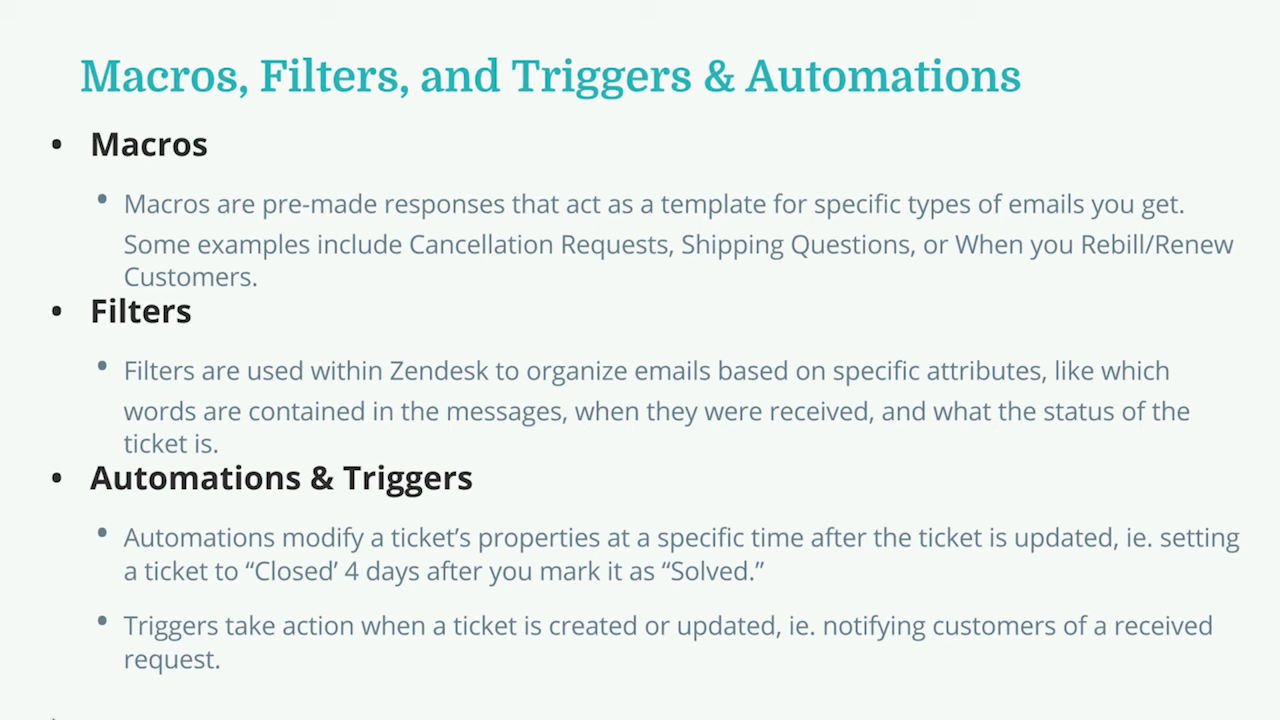 Macros, Filters, and Triggers & Automations
• Macros
• Macros are pre-made responses that act as a template for specific types of emails you get.
Some examples include Cancellation Requests, Shipping Questions, or When you Rebill/Renew
Customers.
• Filters
• Filters are used within Zendesk to organize emails based on specific attributes, like which
words are contained in the messages, when they were received, and what the status of the
ticket is.
• Automations & Triggers
• Automations modify a ticket’s properties at a specific time after the ticket is updated, ie. setting
a ticket to “Closed’ 4 days after you mark it as “Solved.”
• Triggers take action when a ticket is created or updated, ie. notifying customers of a received
request.